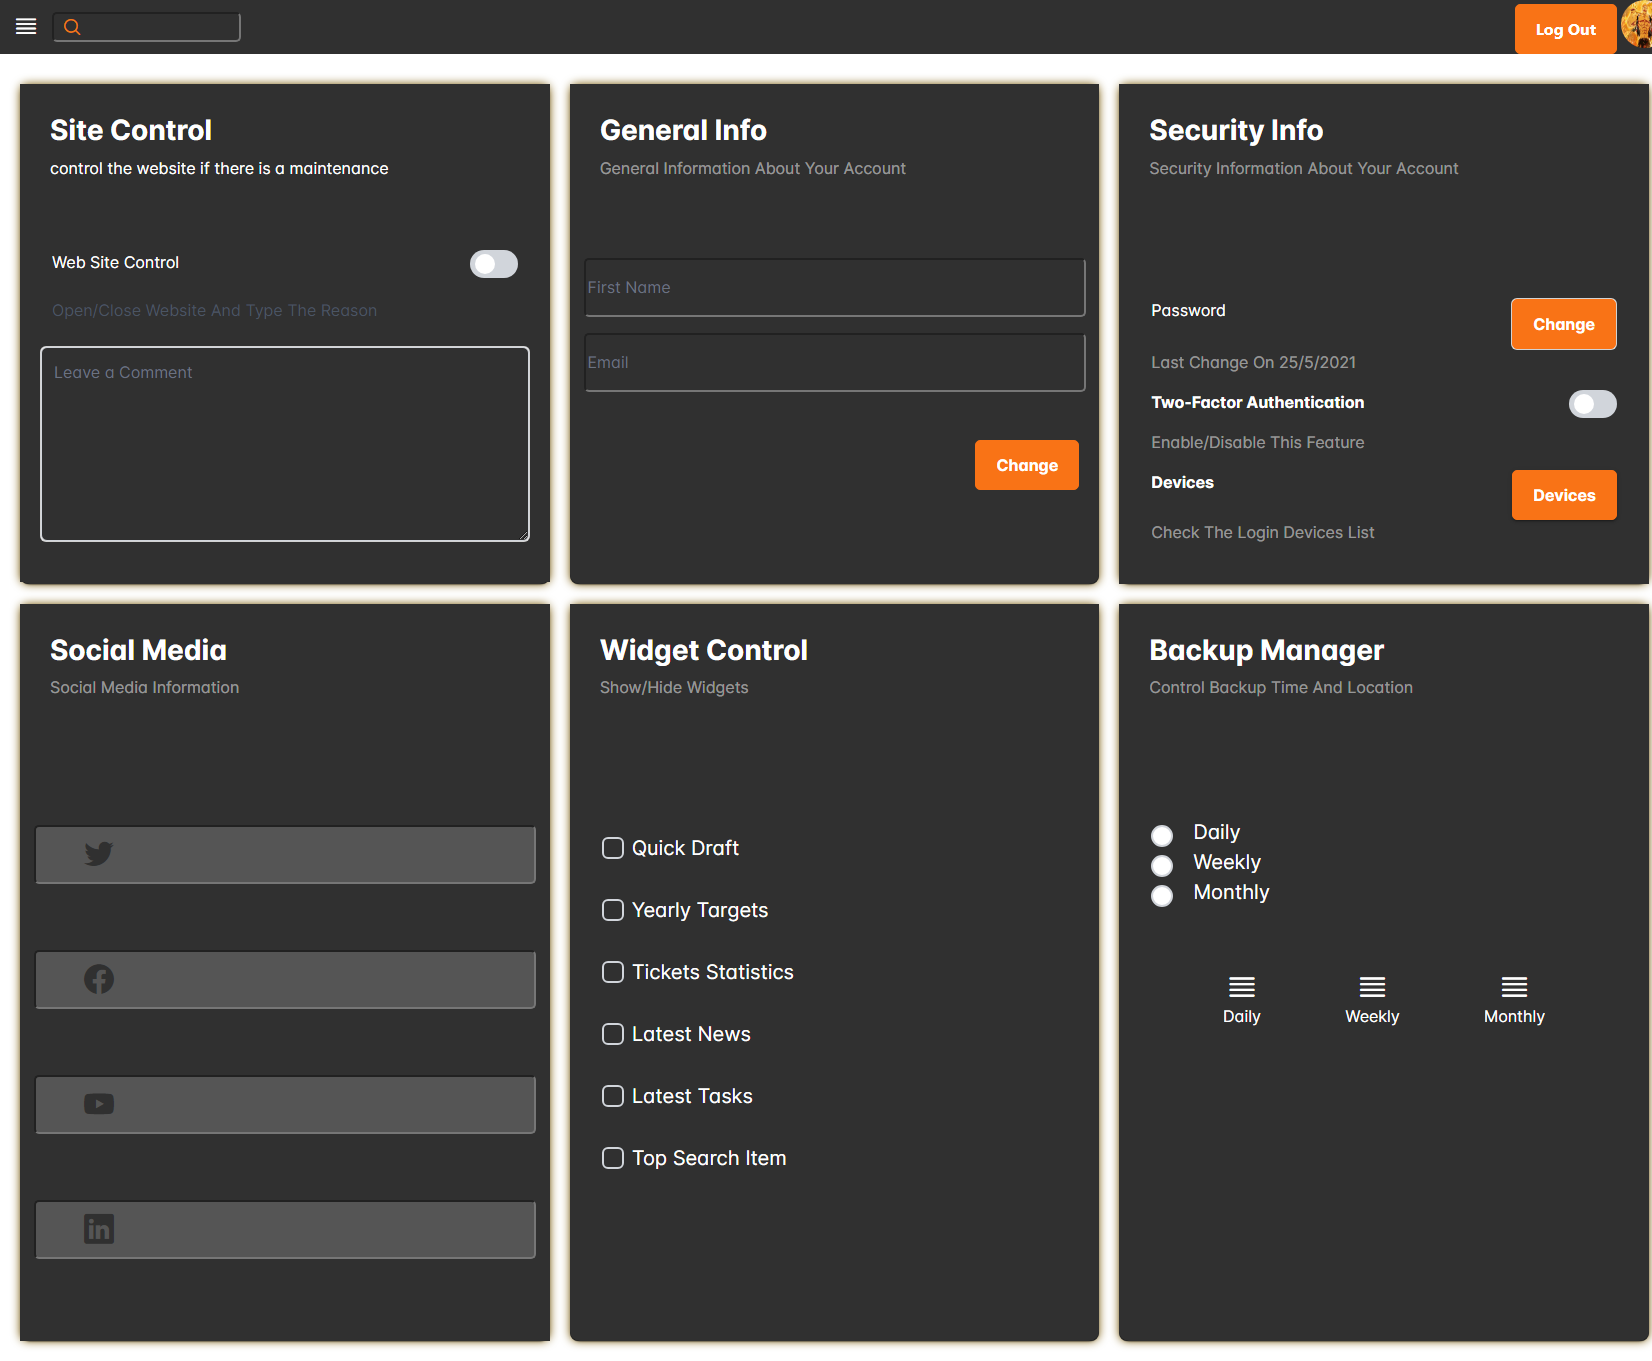 Log Out
Site Control
control the website if there is a maintenance
Web Site Control
Open/Close Website And Type The Reason
Leave a Comment
General Info
General Information About Your Account
First Name
Email
Change
Security Info
Security Information About Your Account
Password
Change
Last Change On 25/5/2021
Two-Factor Authentication
Enable/Disable This Feature
Devices
Devices
Check The Login Devices List
Social Media
Social Media Information
in
Widget Control
Show/Hide Widgets
Quick Draft
Yearly Targets
Tickets Statistics
Latest News
Latest Tasks
Top Search Item
Backup Manager
Control Backup Time And Location
Daily
Weekly
Monthly
Daily Weekly Monthly